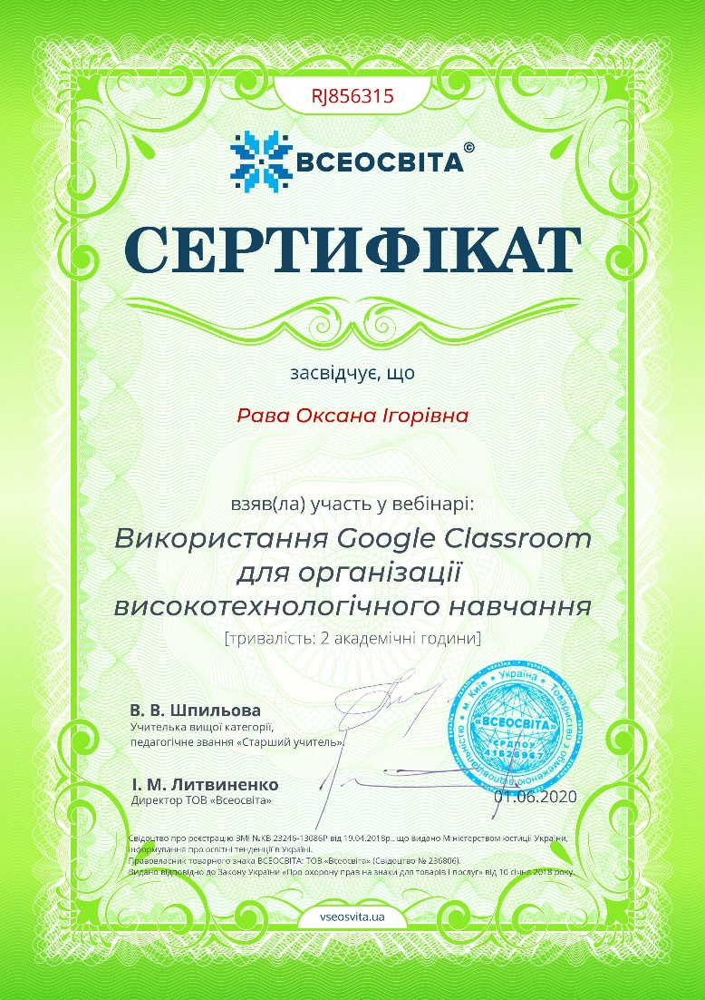 RJ856315
ВСЕОСВІТА©
СЕРТИФІКАТ
засвідчує, що
Рава Оксана Ігорівна
взяв(ла) участь у вебінарі:
Використання Google Classroom
для організації
високотехнологічного навчання
[тривалість: 2 академічні години]
В. В. Шпильова
Учителька вищої категорії,
педагогічне звання «Старший учитель».
І. М. Литвиненко
Директор ТОВ «Всеосвіта»
Україна * Товариство з обмеженою відповідальністю * м. Київ *
«ВСЕОСВІТА»
ЄРДПОУ
41526967
01.06.2020
Свідоцтво про реєстрацію ЗМІ №КВ 23246-13086Р від 19.04.2018р., що видано Міністерством юстиції України,
інформування про освітні тенденції в Україні.
Правовласник товарного знака ВСЕОСВІТА: ТОВ «Всеосвіта» (Свідоцтво № 236806).
Видано відповідно до Закону України «Про охорону прав на знаки для товарів і послуг» від 10 січня 2018 року.
vseosvita.ua